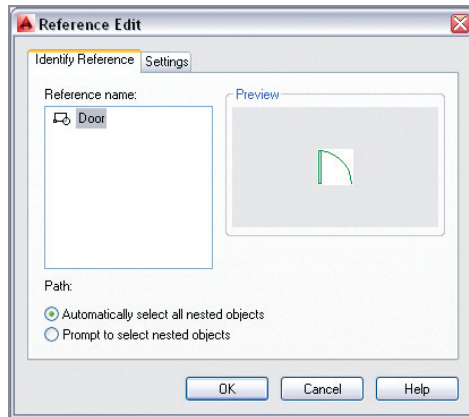 Reference Edit
Identify Reference Settings
Reference name:
Preview
Door
Path:
Automatically select all nested objects
Prompt to select nested objects
OK Cancel Help